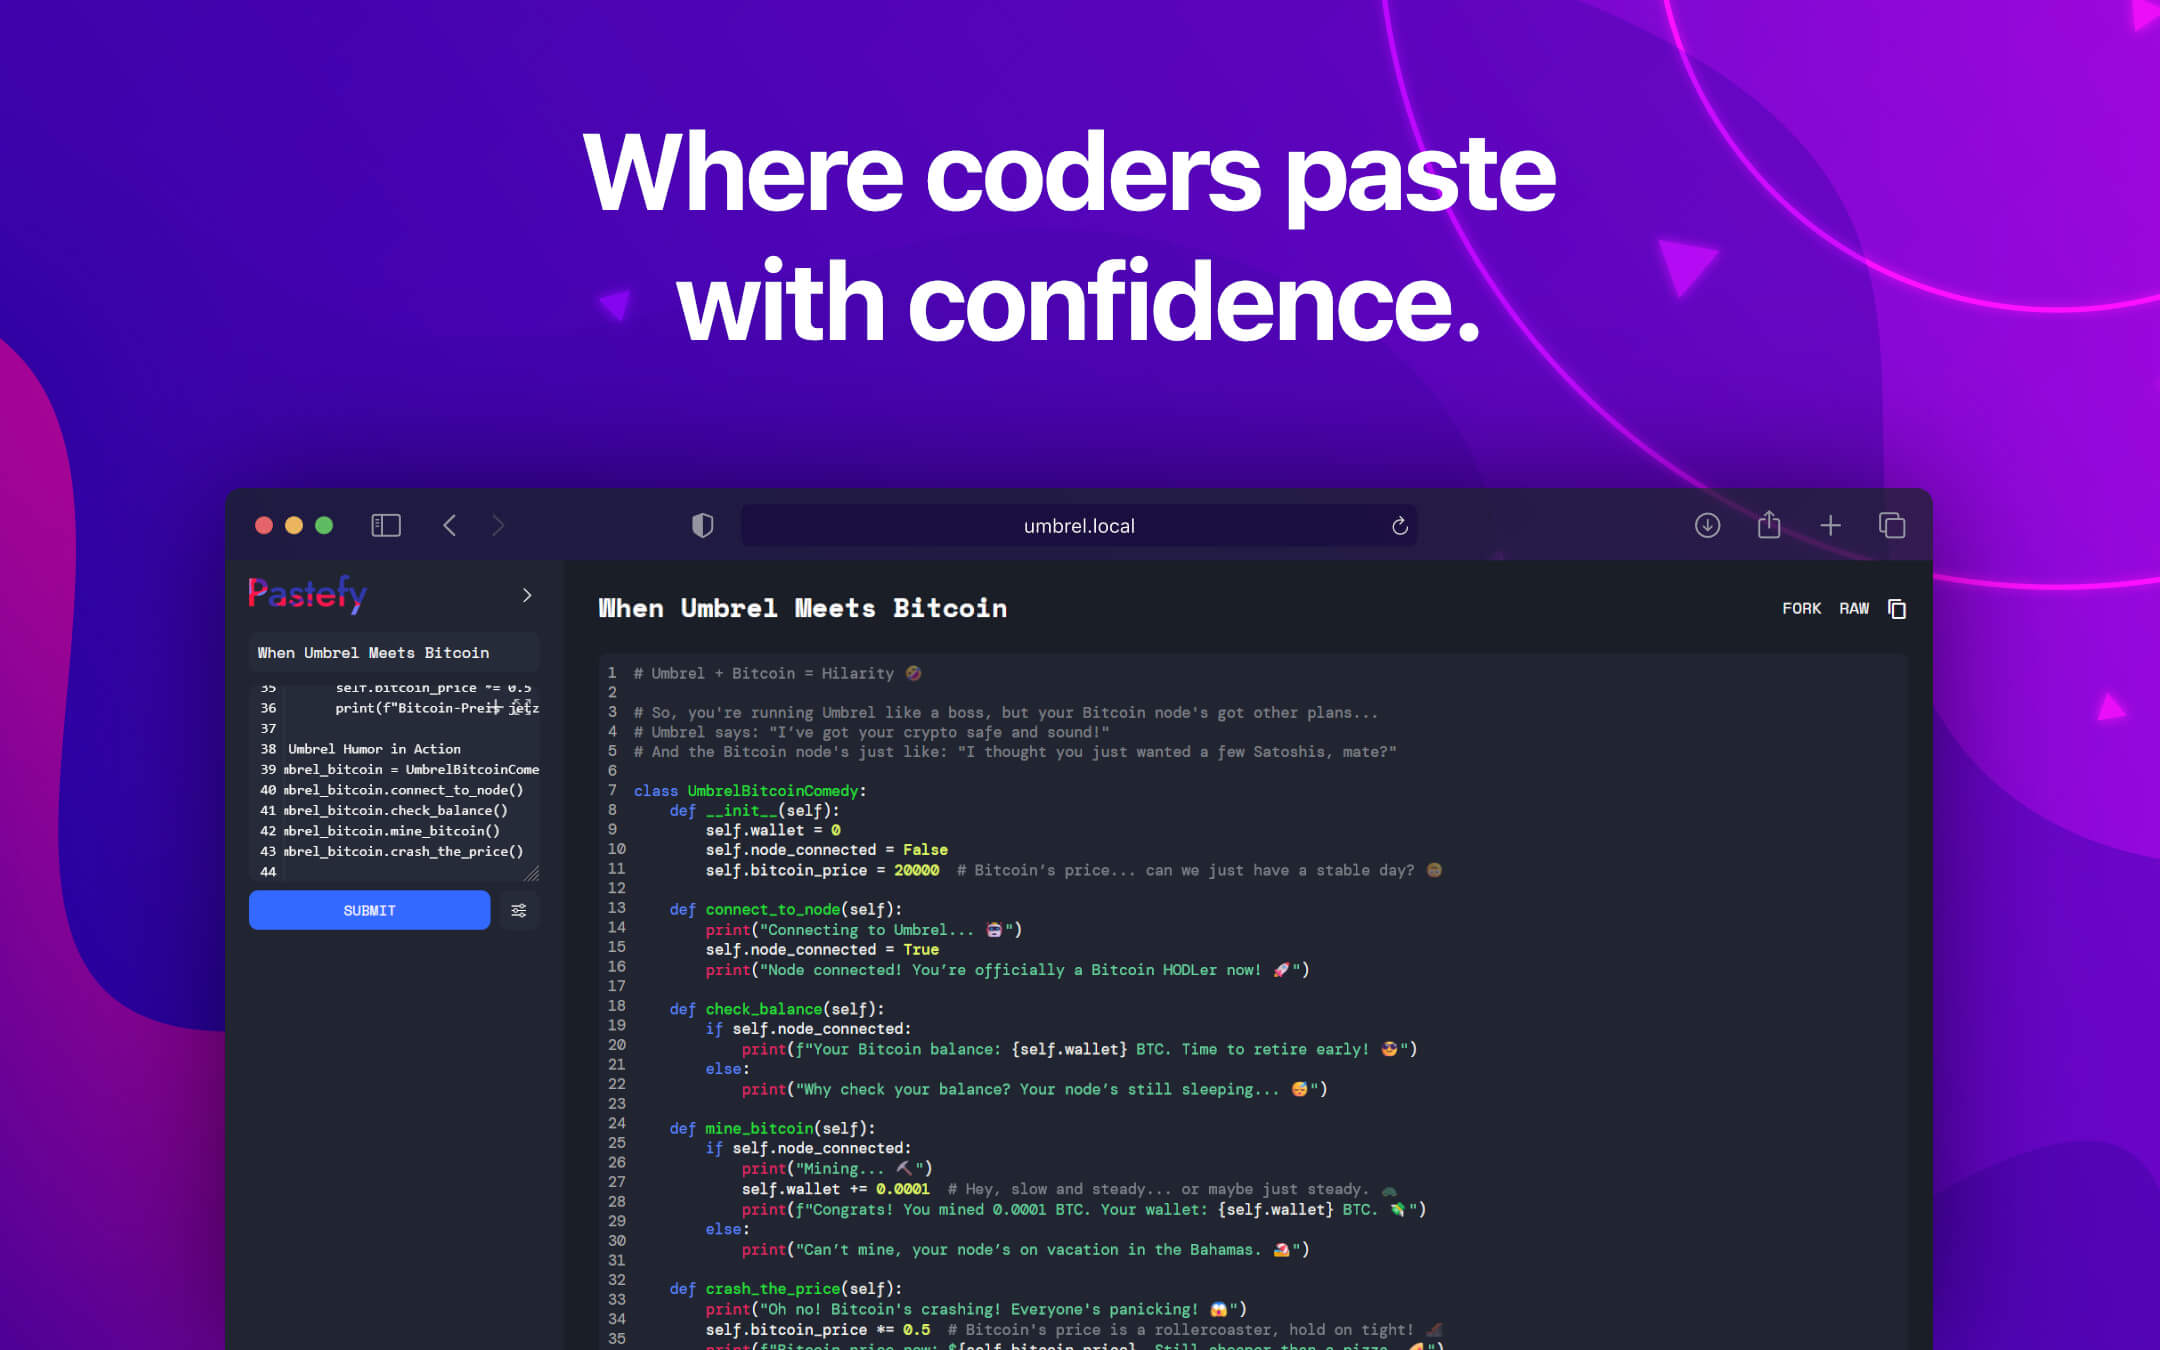 Where coders paste
with confidence.
umbrel.local
Pastefy
When Umbrel Meets Bitcoin
35 self.bitcoin_price *= 0.5
36 print(f"Bitcoin-Preis jetz
37
38 Umbrel Humor in Action
39 mbrel_bitcoin = UmbrelBitcoinCome
40 mbrel_bitcoin.connect_to_node()
41 mbrel_bitcoin.check_balance()
42 mbrel_bitcoin.mine_bitcoin()
43 mbrel_bitcoin.crash_the_price()
44
SUBMIT
When Umbrel Meets Bitcoin
FORK RAW
1 # Umbrel + Bitcoin = Hilarity 🤣
2
3 # So, you're running Umbrel like a boss, but your Bitcoin node's got other plans...
4 # Umbrel says: "I’ve got your crypto safe and sound!"
5 # And the Bitcoin node's just like: "I thought you just wanted a few Satoshis, mate?"
6
7 class UmbrelBitcoinComedy:
8 def __init__(self):
9 self.wallet = 0
10 self.node_connected = False
11 self.bitcoin_price = 20000 # Bitcoin’s price... can we just have a stable day?
12
13 def connect_to_node(self):
14 print("Connecting to Umbrel... ")
15 self.node_connected = True
16 print("Node connected! You’re officially a Bitcoin HODLer now! 🚀")
17
18 def check_balance(self):
19 if self.node_connected:
20 print(f"Your Bitcoin balance: {self.wallet} BTC. Time to retire early! 😎")
21 else:
22 print("Why check your balance? Your node’s still sleeping... 😴")
23
24 def mine_bitcoin(self):
25 if self.node_connected:
26 print("Mining... ⛏️")
27 self.wallet += 0.0001 # Hey, slow and steady... or maybe just steady.
28 print(f"Congrats! You mined 0.0001 BTC. Your wallet: {self.wallet} BTC. 💸")
29 else:
30 print("Can’t mine, your node’s on vacation in the Bahamas. 🏖️")
31
32 def crash_the_price(self):
33 print("Oh no! Bitcoin's crashing! Everyone's panicking! 😱")
34 self.bitcoin_price *= 0.5 # Bitcoin's price is a rollercoaster, hold on tight! 🎢
35 print(f"Bitcoin price now: ${self.bitcoin_price}. Still cheaper than a pizza. 🍕")